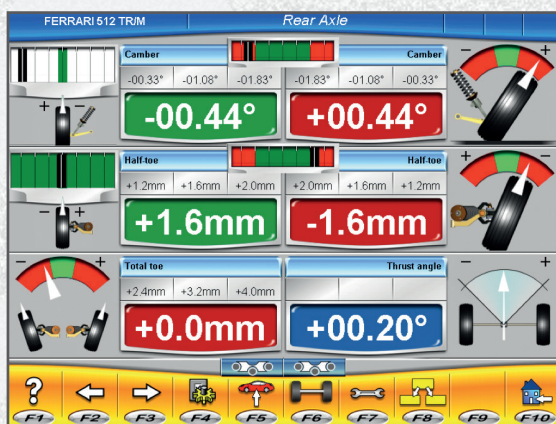 FERRARI 512 TR/M Rear Axle
Camber Camber
-00.33° -01.08° -01.83° -01.83° -01.08° -00.33°
-00.44° +00.44°
Half-toe Half-toe
+1.2mm +1.6mm +2.0mm +2.0mm +1.6mm +1.2mm
+1.6mm -1.6mm
Total toe Thrust angle
+2.4mm +3.2mm +4.0mm
+0.0mm +00.20°
F1 F2 F3 F4 F5 F6 F7 F8 F9 F10